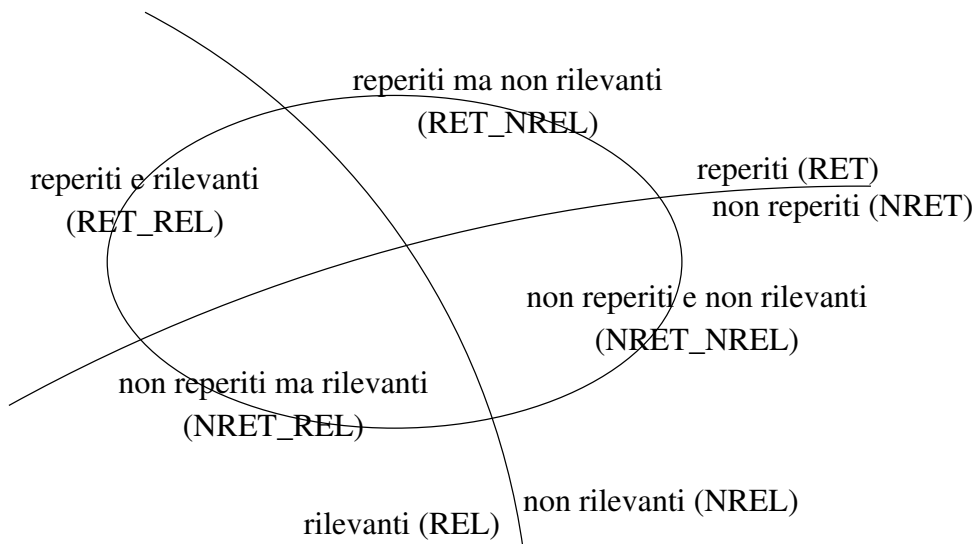 reperiti ma non rilevanti
(RET_NREL)
reperiti e rilevanti
(RET_REL)
reperiti (RET)
non reperiti (NRET)
non reperiti e non rilevanti
(NRET_NREL)
non reperiti ma rilevanti
(NRET_REL)
rilevanti (REL)
non rilevanti (NREL)